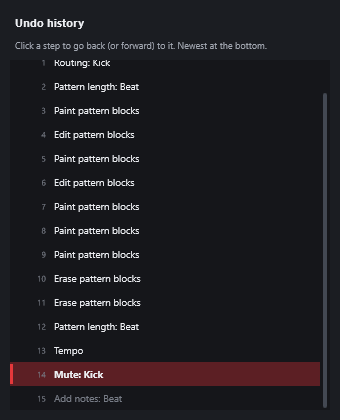 Undo history
Click a step to go back (or forward) to it. Newest at the bottom.
1 Routing: Kick
2 Pattern length: Beat
3 Paint pattern blocks
4 Edit pattern blocks
5 Paint pattern blocks
6 Edit pattern blocks
7 Paint pattern blocks
8 Paint pattern blocks
9 Paint pattern blocks
10 Erase pattern blocks
11 Erase pattern blocks
12 Pattern length: Beat
13 Tempo
14 Mute: Kick
15 Add notes: Beat